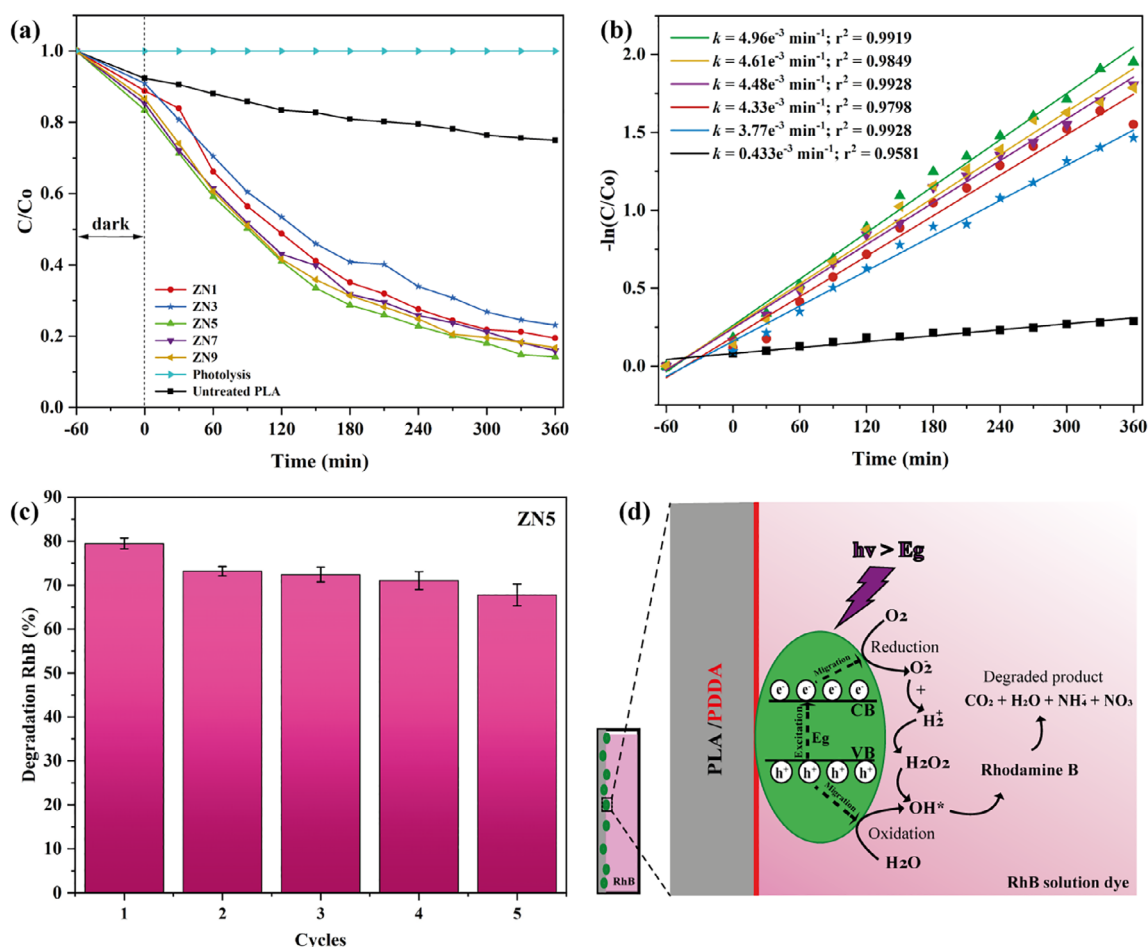 (a)
1.0
0.8
0.6
0.4
0.2
0.0
C/Co
dark
ZN1
ZN3
ZN5
ZN7
ZN9
Photolysis
Untreated PLA
-60 0 60 120 180 240 300 360
Time (min)
(b)
-2.0
-1.5
-1.0
0.5
0.0
-ln(C/Co)
k = 4.96e⁻³ min⁻¹; r² = 0.9919
k = 4.61e⁻³ min⁻¹; r² = 0.9849
k = 4.48e⁻³ min⁻¹; r² = 0.9928
k = 4.33e⁻³ min⁻¹; r² = 0.9798
k = 3.77e⁻³ min⁻¹; r² = 0.9928
k = 0.433e⁻³ min⁻¹; r² = 0.9581
-60 0 60 120 180 240 300 360
Time (min)
(c)
ZN5
90
80
70
60
50
40
30
20
10
0
Degradation RhB (%)
1 2 3 4 5
Cycles
(d)
RhB
PLA /PDDA
hv > Eg
O₂
Reduction
Migration
O₂⁻
+
H₂⁺
e⁻ e⁻ e⁻ e⁻
CB
Excitation
Eg
VB
h⁺ h⁺ h⁺ h⁺
Migration
H₂O₂
OH*
Oxidation
H₂O
Degraded product
CO₂ + H₂O + NH₄⁻ + NO₃
Rhodamine B
RhB solution dye